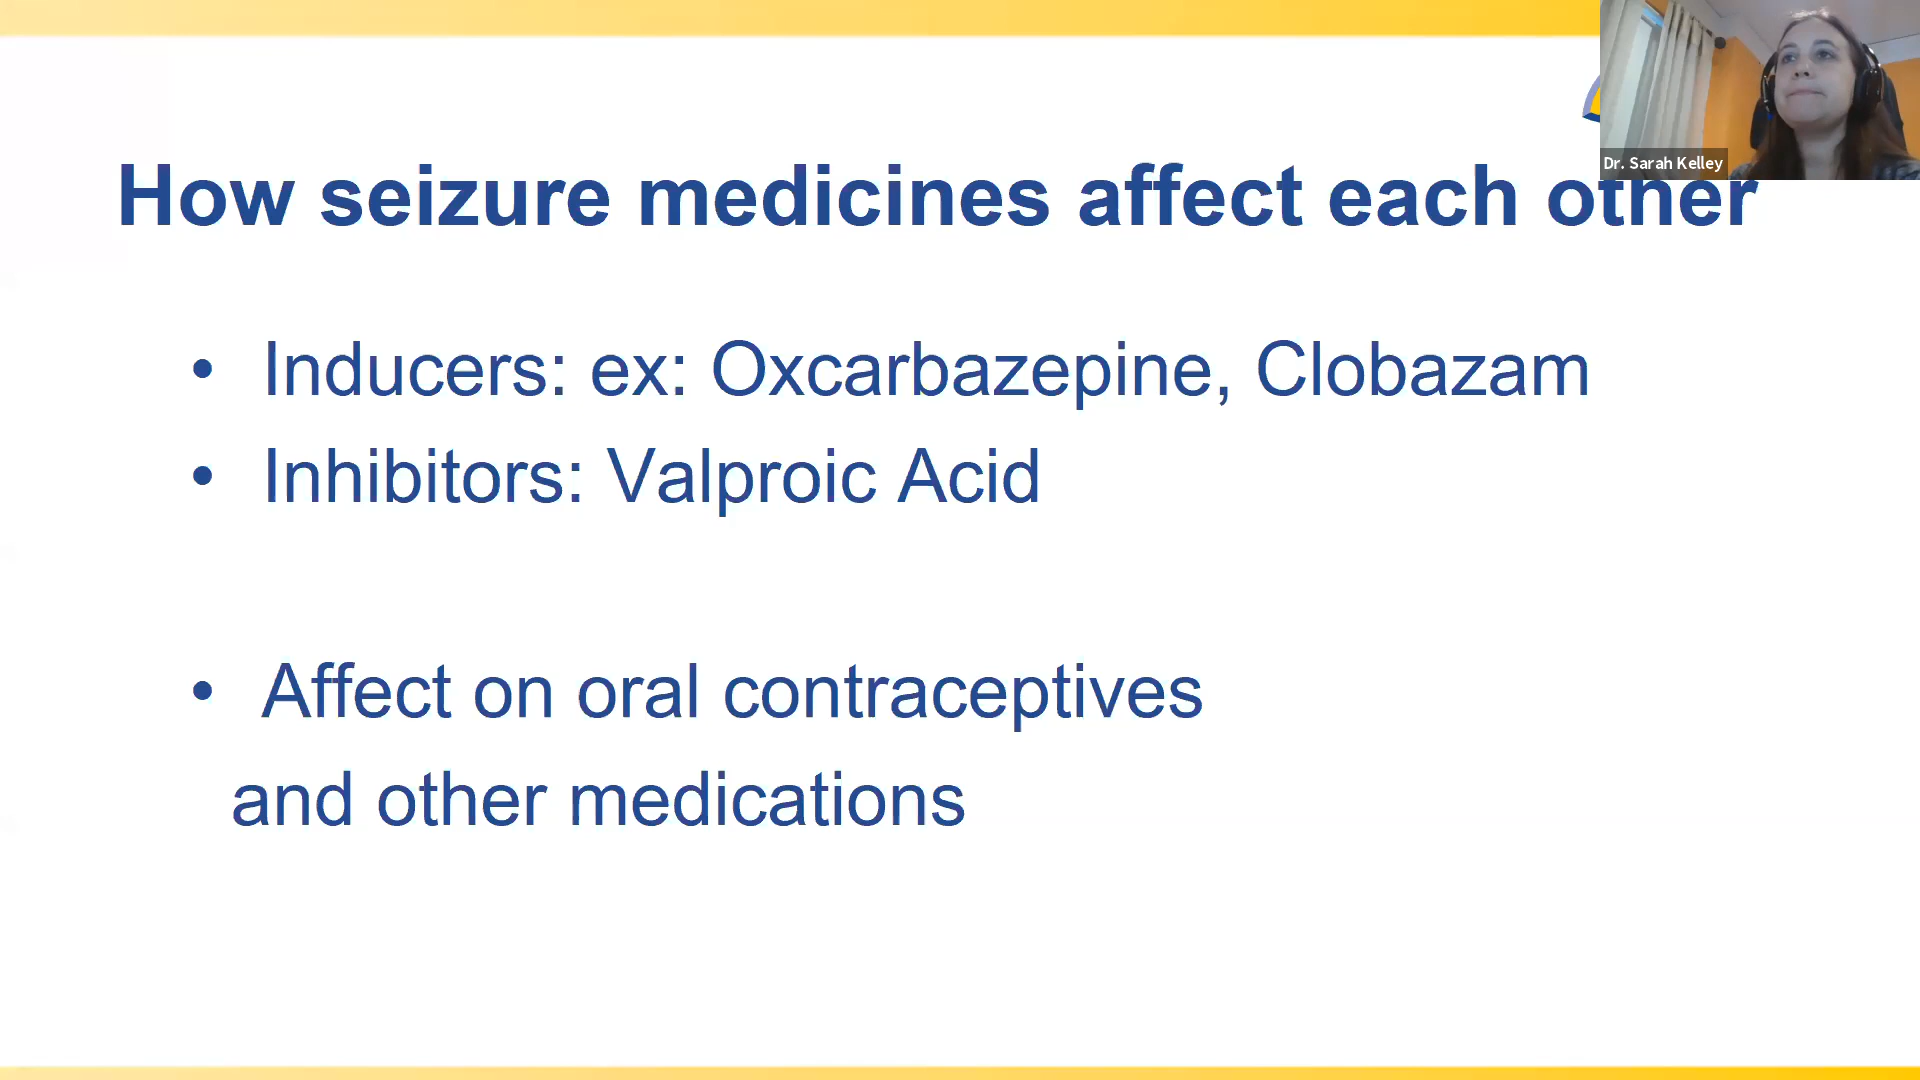 Dr. Sarah Kelley
How seizure medicines affect each other
• Inducers: ex: Oxcarbazepine, Clobazam
• Inhibitors: Valproic Acid
• Affect on oral contraceptives
and other medications